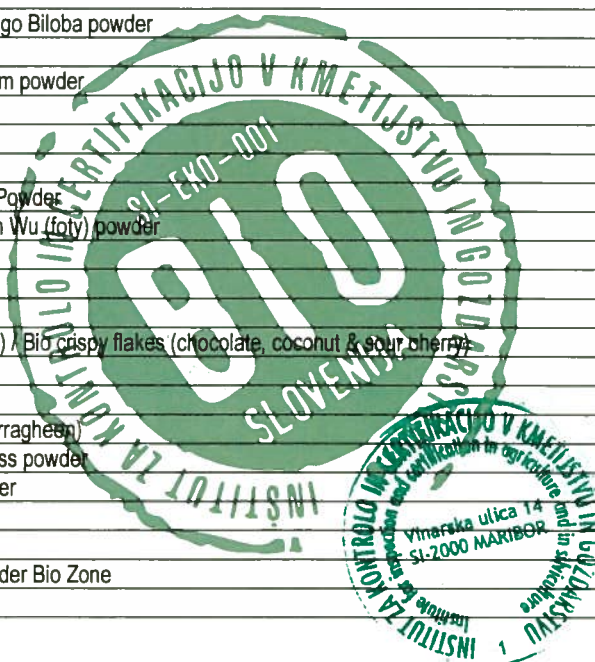 go Biloba powder
m powder
Powder
n Wu (foty) powder
) / Bio crispy flakes (chocolate, coconut & sour cherry)
rragheen)
ss powder
er
der Bio Zone
INŠTITUT ZA KONTROLO IN CERTIFIKACIJO V KMETIJSTVU IN GOZDARSTVU
SI-EKO-001
BIO
SLOVENIJA
INŠTITUT ZA KONTROLO IN CERTIFIKACIJO V KMETIJSTVU IN GOZDARSTVU
Institute for inspection and certification in agriculture and in silviculture
Vinarska ulica 14
SI-2000 MARIBOR
1